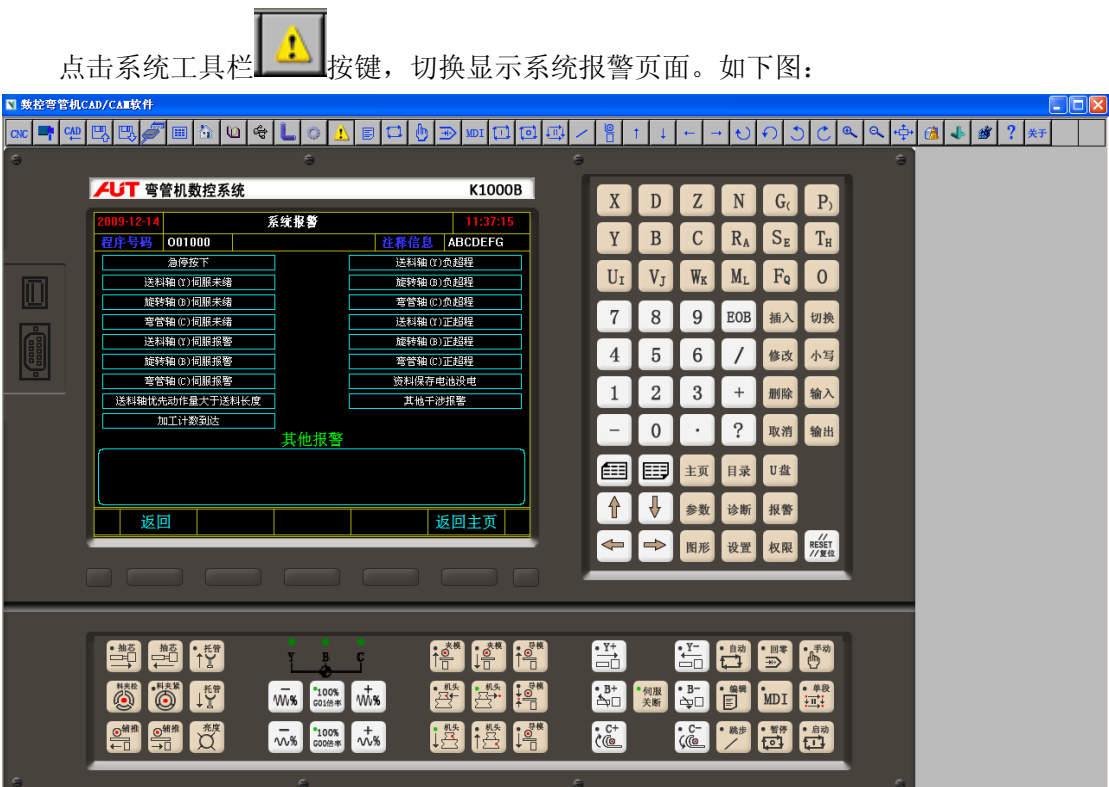 点击系统工具栏按键，切换显示系统报警页面。如下图：
数控弯管机CAD/CAM软件
CNC CAD MDI ? 关于
AUT 弯管机数控系统 K1000B
2009-12-14 系统报警 11:37:15
程序号码 O01000 注释信息 ABCDEFG
急停按下 送料轴(Y)负超程
送料轴(Y)伺服未绪 旋转轴(B)负超程
旋转轴(B)伺服未绪 弯管轴(C)负超程
弯管轴(C)伺服未绪 送料轴(Y)正超程
送料轴(Y)伺服报警 旋转轴(B)正超程
旋转轴(B)伺服报警 弯管轴(C)正超程
弯管轴(C)伺服报警 资料保存电池没电
送料轴优先动作量大于送料长度 其他干涉报警
加工计数到达
其他报警
返回 返回主页
X D Z N G( P)
Y B C RA SE TH
UI VJ WK ML FQ O
7 8 9 EOB 插入 切换
4 5 6 / 修改 小写
1 2 3 + 删除 输入
- 0 · ? 取消 输出
主页 目录 U盘
参数 诊断 报警
图形 设置 权限 RESET //复位
抽芯 抽芯 托管 Y B C 夹模 夹模 导模 Y+ Y- 自动 回零 手动
料夹松 料夹紧 托管 -% 100% G01倍率 +% 机头 机头 导模 B+ 伺服关断 B- 编辑 MDI 单段
辅推 辅推 亮度 -% 100% G00倍率 +% 机头 机头 导模 C+ C- 跳步 暂停 启动